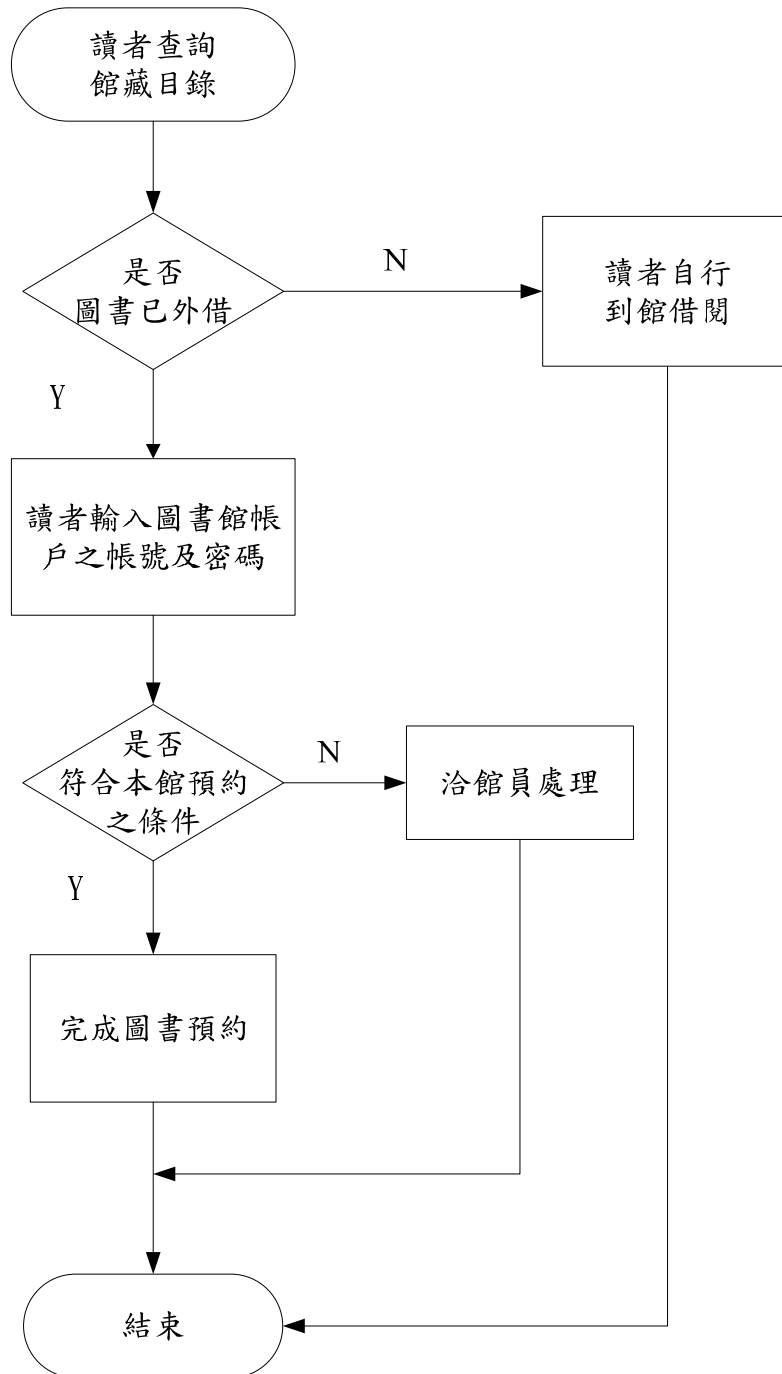 讀者查詢
館藏目錄
是否
圖書已外借
N
讀者自行
到館借閱
Y
讀者輸入圖書館帳
戶之帳號及密碼
是否
符合本館預約
之條件
N
洽館員處理
Y
完成圖書預約
結束